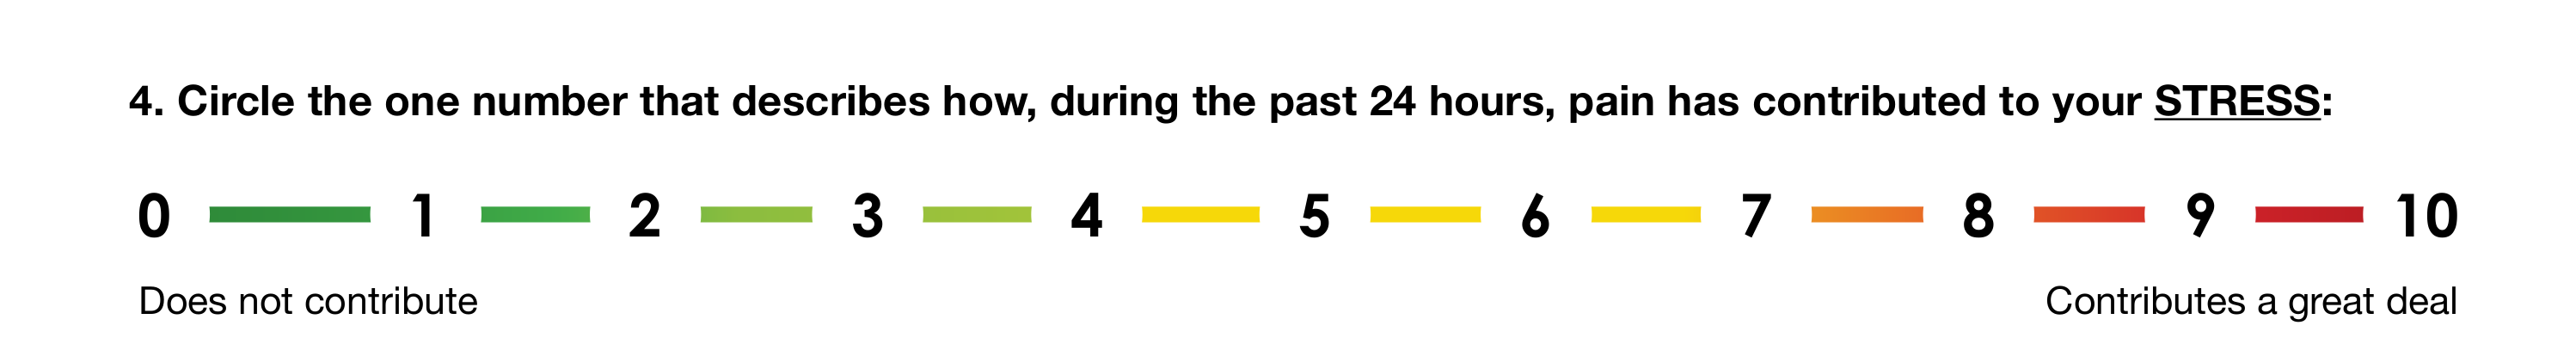 4. Circle the one number that describes how, during the past 24 hours, pain has contributed to your STRESS:
0 1 2 3 4 5 6 7 8 9 10
Does not contribute Contributes a great deal